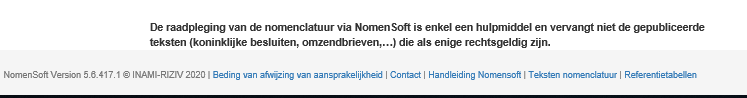 De raadpleging van de nomenclatuur via NomenSoft is enkel een hulpmiddel en vervangt niet de gepubliceerde
teksten (koninklijke besluiten, omzendbrieven,...) die als enige rechtsgeldig zijn.
NomenSoft Version 5.6.417.1 © INAMI-RIZIV 2020 | Beding van afwijzing van aansprakelijkheid | Contact | Handleiding Nomensoft | Teksten nomenclatuur | Referentietabellen